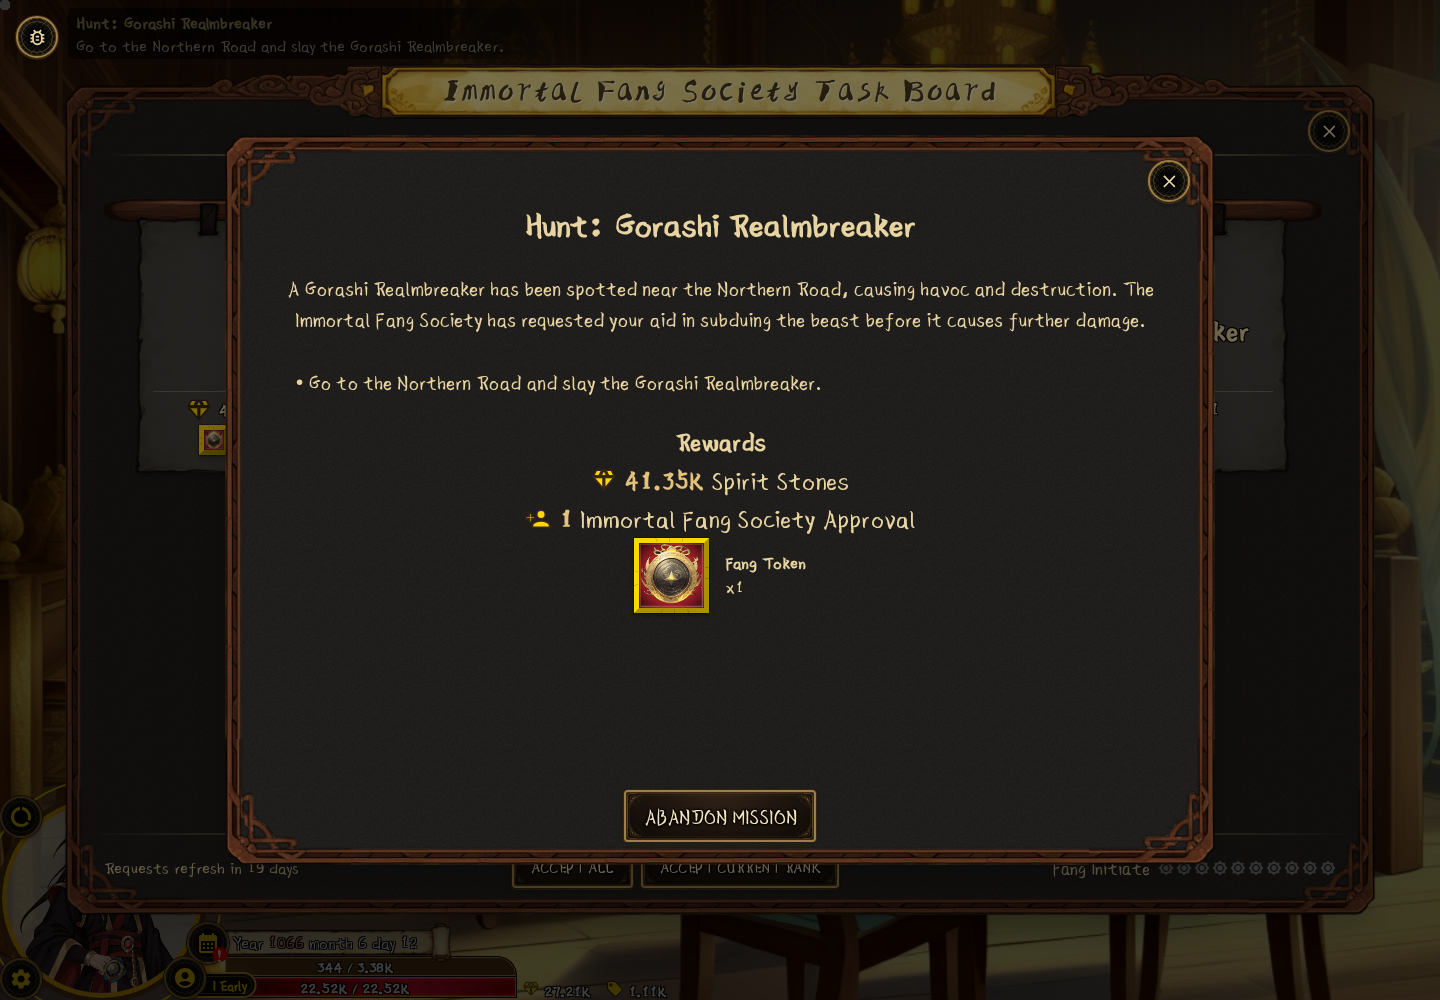 Hunt: Gorashi Realmbreaker
Go to the Northern Road and slay the Gorashi Realmbreaker.
Immortal Fang Society Task Board
Hunt: Gorashi Realmbreaker
A Gorashi Realmbreaker has been spotted near the Northern Road, causing havoc and destruction. The
Immortal Fang Society has requested your aid in subduing the beast before it causes further damage.
ker
• Go to the Northern Road and slay the Gorashi Realmbreaker.
4
Rewards
41.35K Spirit Stones
1 Immortal Fang Society Approval
Fang Token
x1
ABANDON MISSION
Requests refresh in 19 days
ACCEPT ALL
ACCEPT CURRENT RANK
Fang Initiate
Year 1066 month 6 day 12
344 / 3.38K
1 Early
22.52K / 22.52K
27.21K
1.11K